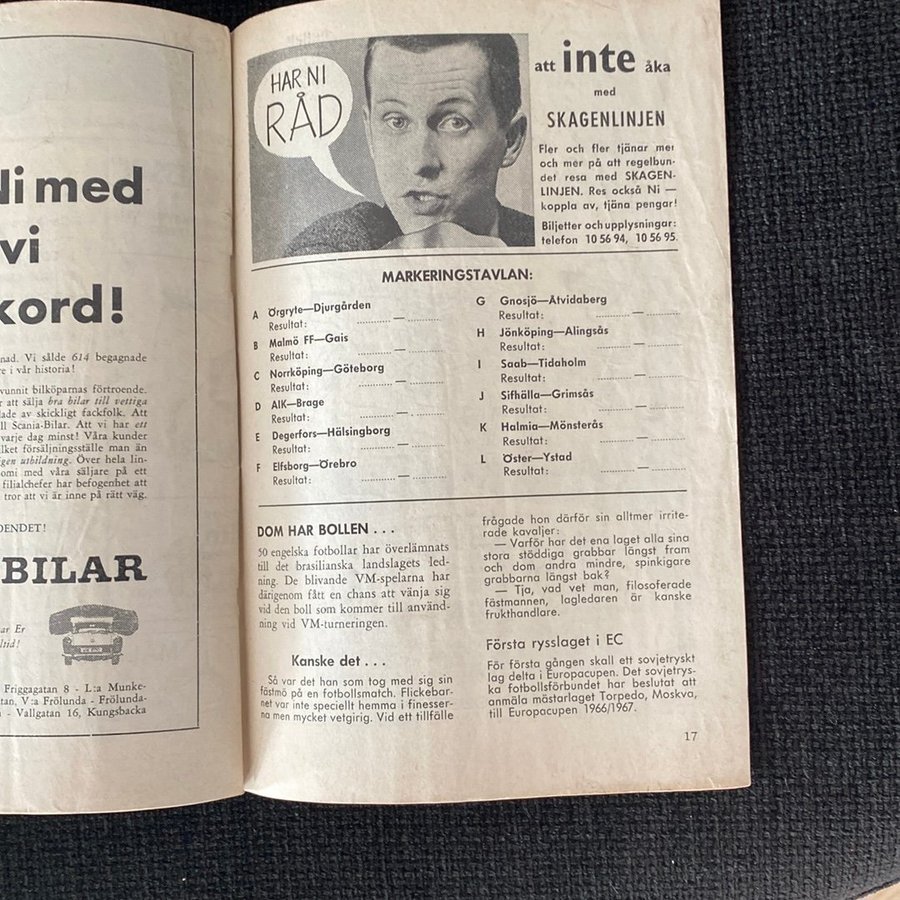 Ni med
vi
kord!
nad. Vi sålde 614 begagnade
e i vår historia!
vunnit bilköparnas förtroende.
r att sälja bra bilar till vettiga
lade av skickligt fackfolk. Att
ll Scania-Bilar. Att vi har ett
varje dag minst! Våra kunder
lket försäljningsställe man än
igen utbildning. Över hela lin-
omi med våra säljare på ett
filialchefer har befogenhet att
tror att vi är inne på rätt väg.
DENDET!
BILAR
ar Er
ltid!
Friggagatan 8 - L:a Munke-
tan, V:a Frölunda - Frölunda-
- Vallgatan 16, Kungsbacka
HAR NI
RÅD
att inte åka
med
SKAGENLINJEN
Fler och fler tjänar mer
och mer på att regelbun-
det resa med SKAGEN-
LINJEN. Res också Ni —
koppla av, tjäna pengar!
Biljetter och upplysningar:
telefon 10 56 94, 10 56 95.
MARKERINGSTAVLAN:
A Örgryte—Djurgården
Resultat: ............ — ............
B Malmö FF—Gais
Resultat: ............ — ............
C Norrköping—Göteborg
Resultat: ............ — ............
D AIK—Brage
Resultat: ............ — ............
E Degerfors—Hälsingborg
Resultat: ............ — ............
F Elfsborg—Örebro
Resultat: ............ — ............
G Gnosjö—Åtvidaberg
Resultat: ............ — ............
H Jönköping—Alingsås
Resultat: ............ — ............
I Saab—Tidaholm
Resultat: ............ — ............
J Sifhälla—Grimsås
Resultat: ............ — ............
K Halmia—Mönsterås
Resultat: ............ — ............
L Öster—Ystad
Resultat: ............ — ............
DOM HAR BOLLEN . . .
50 engelska fotbollar har överlämnats
till det brasilianska landslagets led-
ning. De blivande VM-spelarna har
därigenom fått en chans att vänja sig
vid den boll som kommer till använd-
ning vid VM-turneringen.
Kanske det . . .
Så var det han som tog med sig sin
fästmö på en fotbollsmatch. Flickebar-
net var inte speciellt hemma i finesser-
na men mycket vetgirig. Vid ett tillfälle
frågade hon därför sin alltmer irrite-
rade kavaljer:
— Varför har det ena laget alla sina
stora stöddiga grabbar längst fram
och dom andra mindre, spinkigare
grabbarna längst bak?
— Tja, vad vet man, filosoferade
fästmannen, lagledaren är kanske
frukthandlare.
Första rysslaget i EC
För första gången skall ett sovjetryskt
lag delta i Europacupen. Det sovjetrys-
ka fotbollsförbundet har beslutat att
anmäla mästarlaget Torpedo, Moskva,
till Europacupen 1966/1967.
17